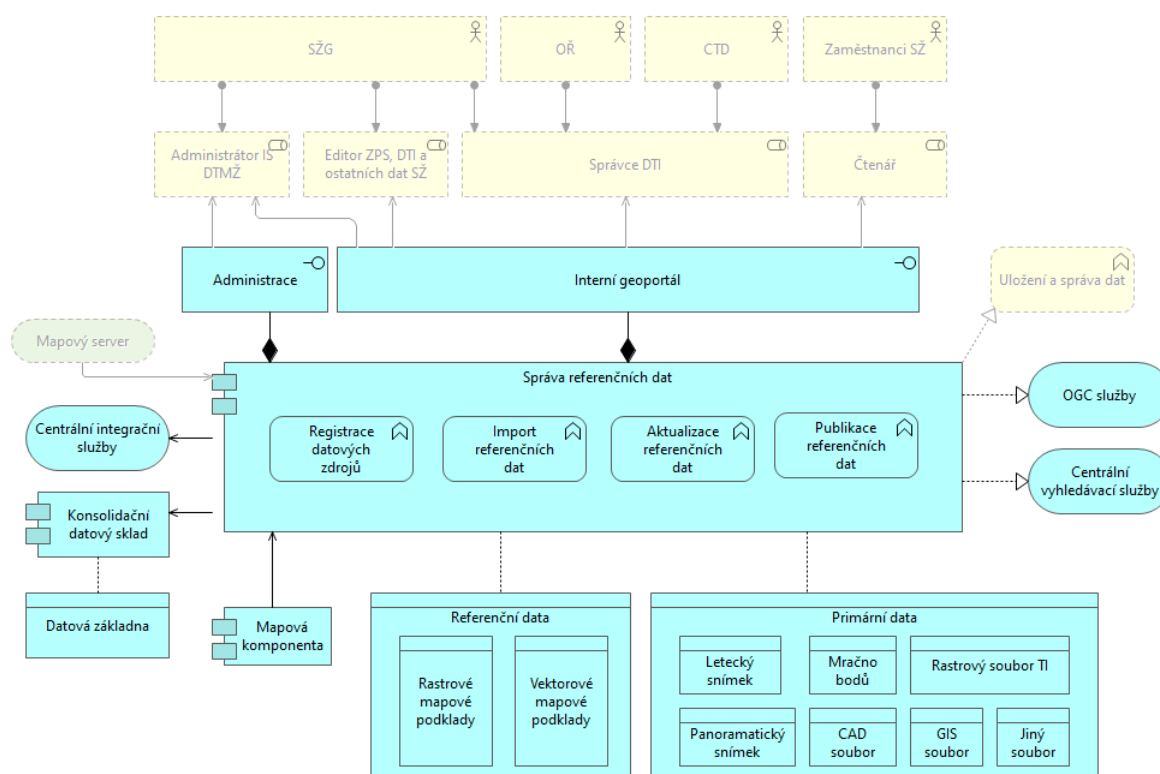 SŽG
OŘ
CTD
Zaměstnanci SŽ
Administrátor IS
DTMŽ
Editor ZPS, DTI a
ostatních dat SŽ
Správce DTI
Čtenář
Administrace
Interní geoportál
Uložení a správa dat
Mapový server
Správa referenčních dat
Centrální integrační
služby
Registrace
datových
zdrojů
Import
referenčních
dat
Aktualizace
referenčních
dat
Publikace
referenčních
dat
OGC služby
Centrální
vyhledávací služby
Konsolidační
datový sklad
Datová základna
Mapová
komponenta
Referenční data
Rastrové
mapové
podklady
Vektorové
mapové
podklady
Primární data
Letecký
snímek
Mračno
bodů
Rastrový soubor TI
Panoramatický
snímek
CAD
soubor
GIS
soubor
Jiný
soubor